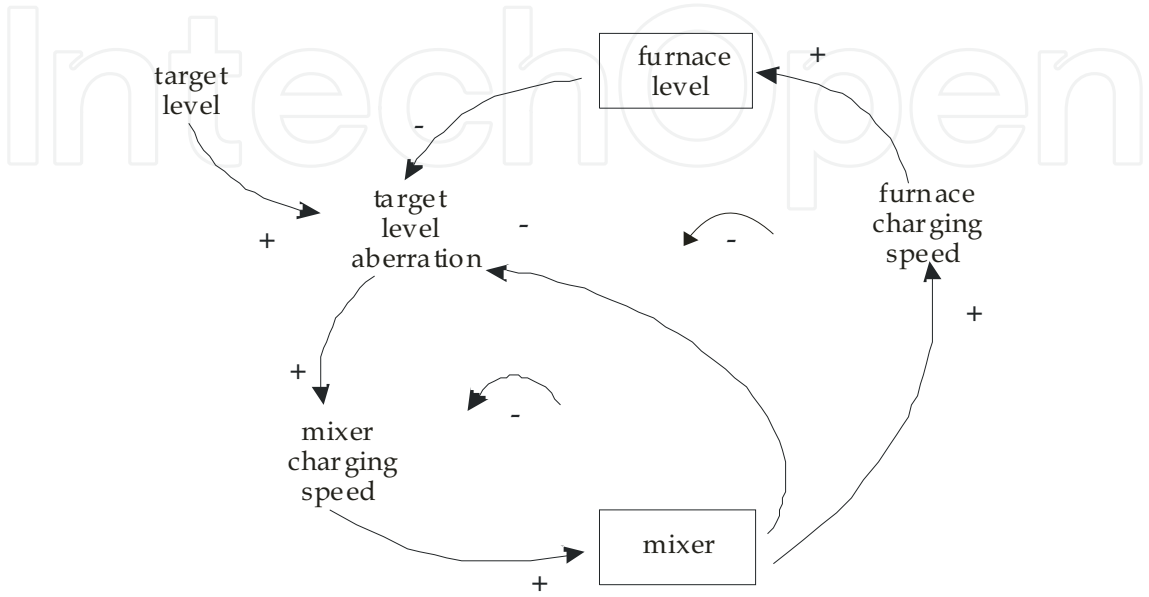 IntechOpen
target
level
furnace
level
+
-
target
level
aberration
+
-
-
furnace
charging
speed
+
+
-
mixer
charging
speed
mixer
+